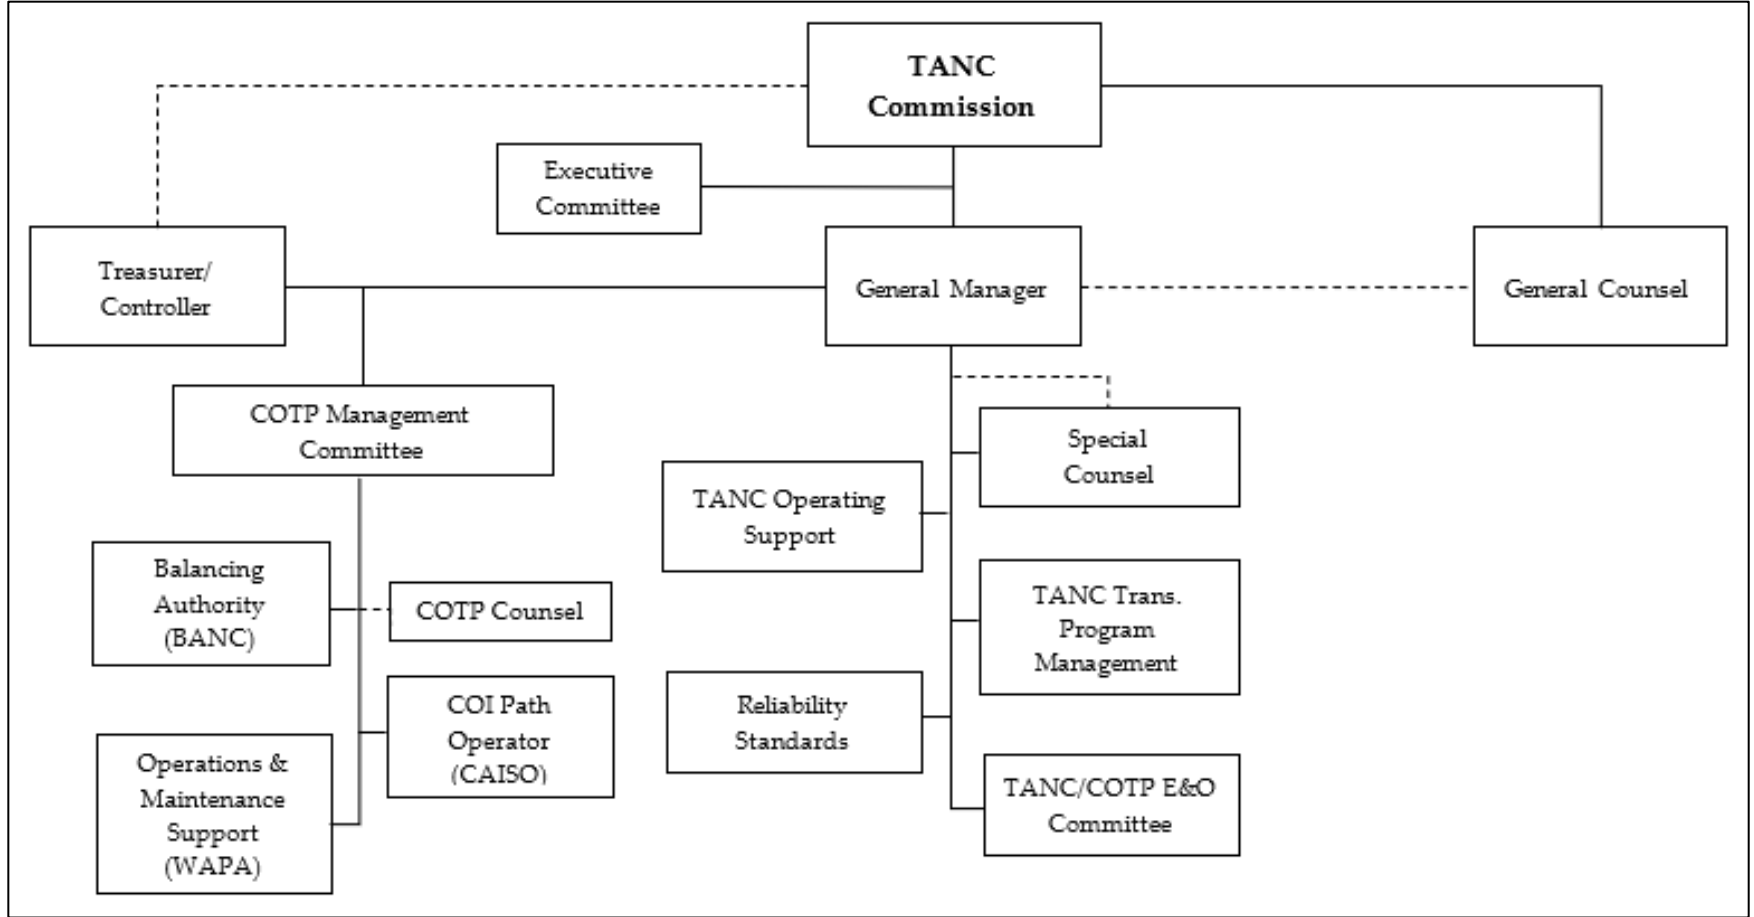 TANC
Commission
Executive
Committee
Treasurer/
Controller
General Manager
General Counsel
COTP Management
Committee
Special
Counsel
TANC Operating
Support
Balancing
Authority
(BANC)
COTP Counsel
TANC Trans.
Program
Management
COI Path
Operator
(CAISO)
Reliability
Standards
Operations &
Maintenance
Support
(WAPA)
TANC/COTP E&O
Committee